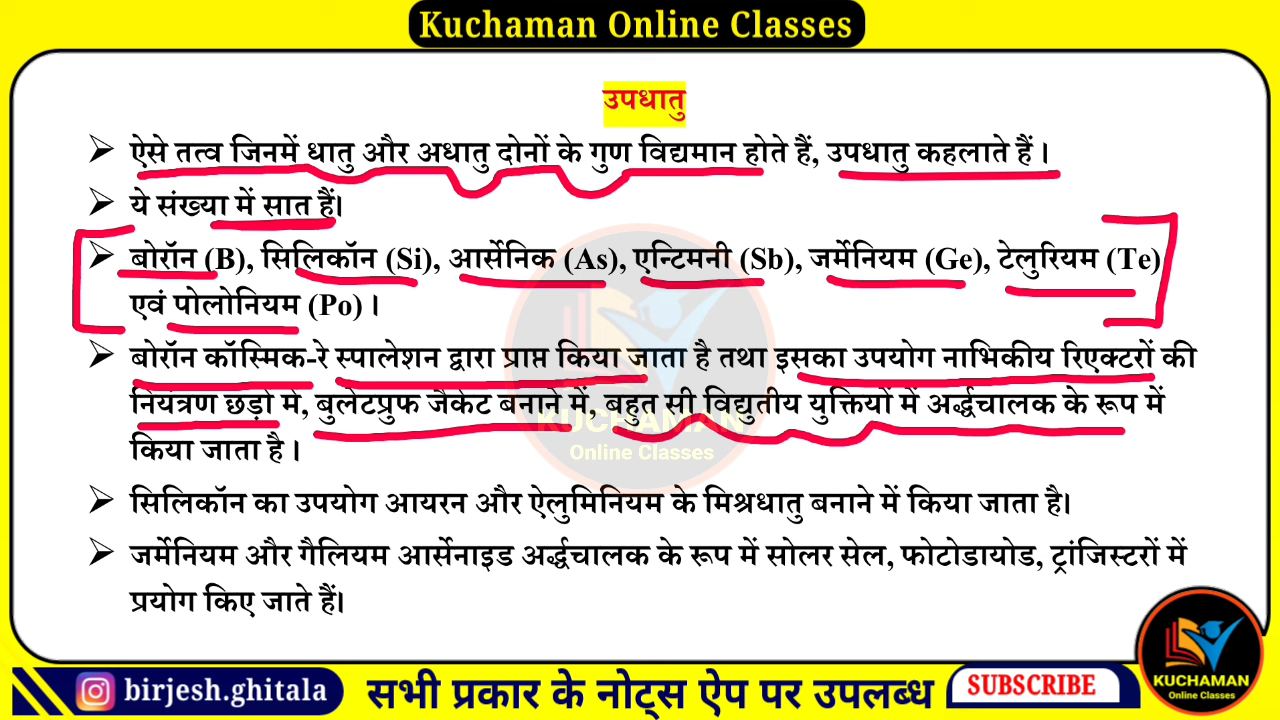 Kuchaman Online Classes
उपधातु
➢ ऐसे तत्व जिनमें धातु और अधातु दोनों के गुण विद्यमान होते हैं, उपधातु कहलाते हैं।
➢ ये संख्या में सात हैं।
➢ बोरॉन (B), सिलिकॉन (Si), आर्सेनिक (As), एन्टिमनी (Sb), जर्मेनियम (Ge), टेलुरियम (Te)
एवं पोलोनियम (Po) ।
➢ बोरॉन कॉस्मिक-रे स्पालेशन द्वारा प्राप्त किया जाता है तथा इसका उपयोग नाभिकीय रिएक्टरों की
नियंत्रण छड़ों में, बुलेटप्रुफ जैकेट बनाने में, बहुत सी विद्युतीय युक्तियों में अर्द्धचालक के रूप में
किया जाता है ।
KUCHAMAN
Online Classes
➢ सिलिकॉन का उपयोग आयरन और ऐलुमिनियम के मिश्रधातु बनाने में किया जाता है।
➢ जर्मेनियम और गैलियम आर्सेनाइड अर्द्धचालक के रूप में सोलर सेल, फोटोडायोड, ट्रांजिस्टरों में
प्रयोग किए जाते हैं।
birjesh.ghitala
सभी प्रकार के नोट्स ऐप पर उपलब्ध
SUBSCRIBE
KUCHAMAN
Online Classes